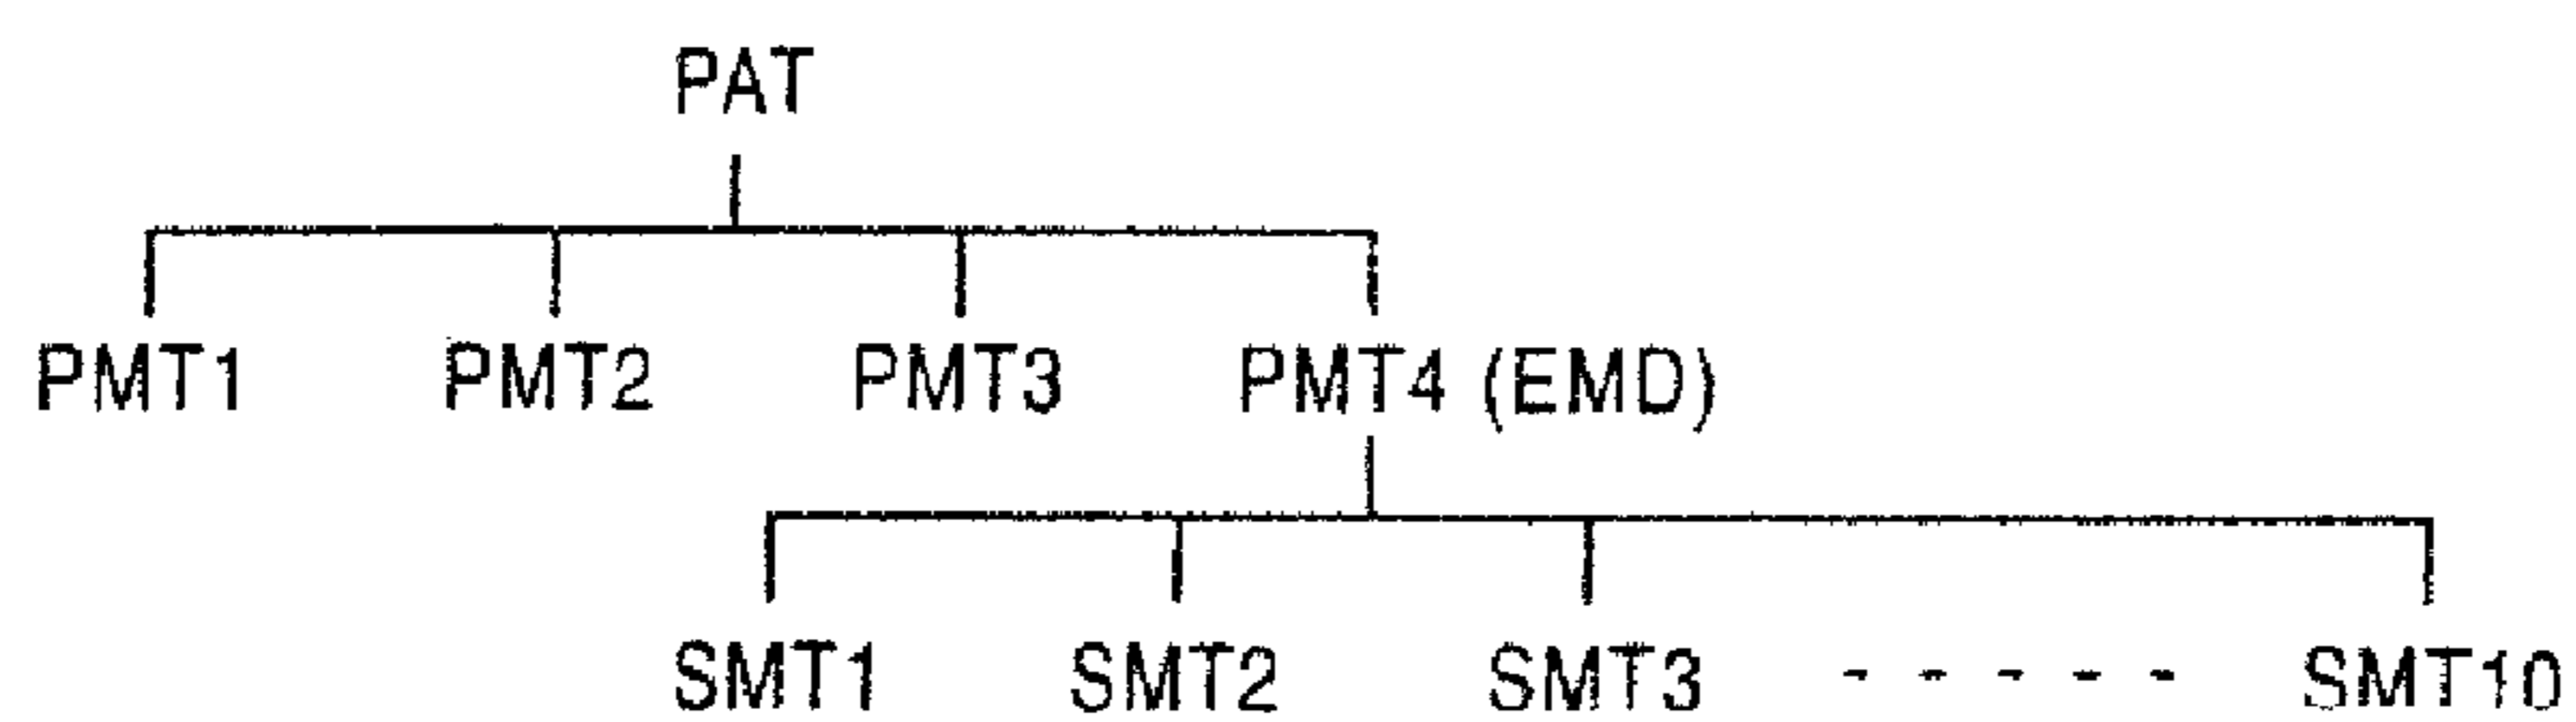 PAT
PMT1 PMT2 PMT3 PMT4 (EMD)
SMT1 SMT2 SMT3 - - - - - SMT10